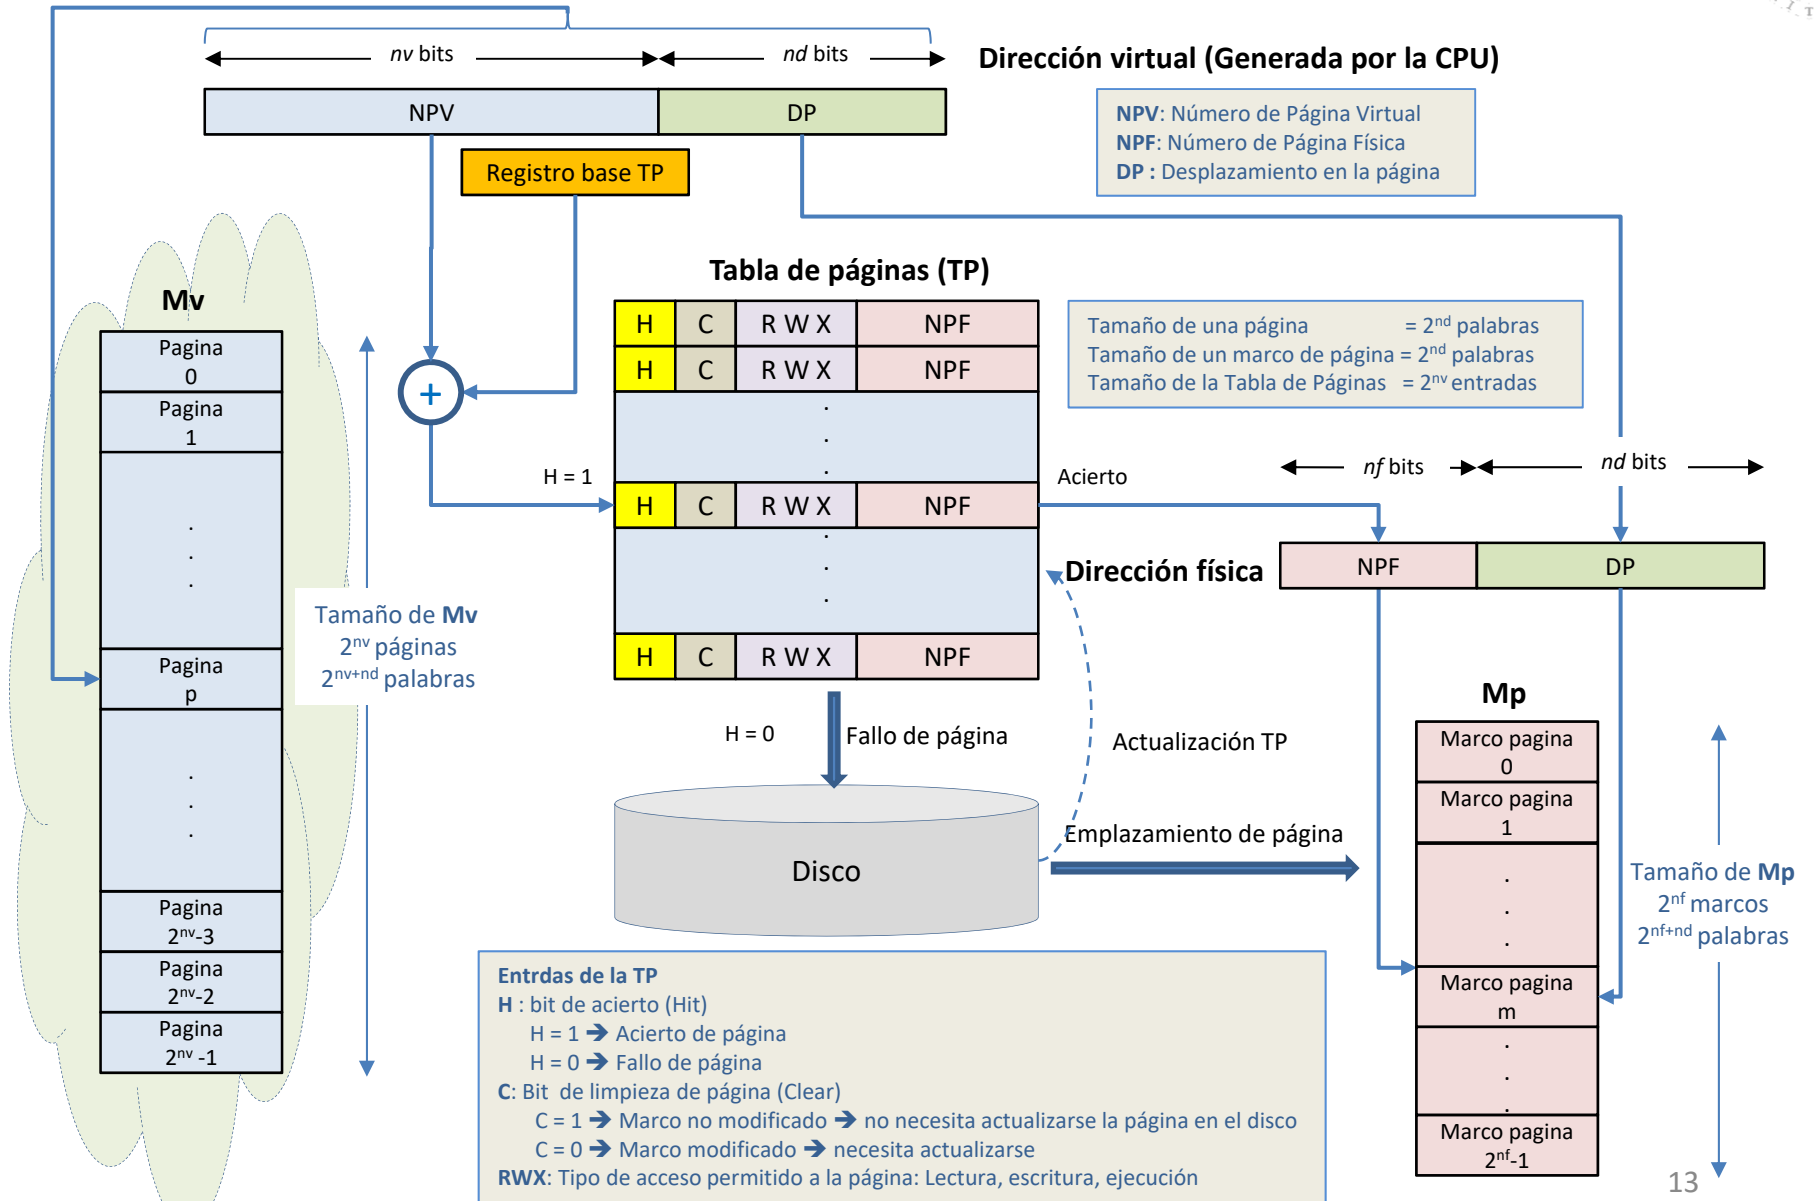 nv bits
nd bits
Dirección virtual (Generada por la CPU)
NPV
DP
NPV: Número de Página Virtual
NPF: Número de Página Física
DP : Desplazamiento en la página
Registro base TP
Tabla de páginas (TP)
Mv
H C R W X NPF
H C R W X NPF
.
.
.
Tamaño de una página = 2nd palabras
Tamaño de un marco de página = 2nd palabras
Tamaño de la Tabla de Páginas = 2nv entradas
Pagina
0
Pagina
1
.
.
.
+
H = 1
H C R W X NPF
Acierto
nf bits
nd bits
.
.
.
Dirección física
NPF
DP
Tamaño de Mv
2nv páginas
2nv+nd palabras
Pagina
p
H C R W X NPF
.
.
.
H = 0
Fallo de página
Actualización TP
Mp
Marco pagina
0
Marco pagina
1
Emplazamiento de página
Disco
.
.
.
Tamaño de Mp
2nf marcos
2nf+nd palabras
Pagina
2nv-3
Pagina
2nv-2
Pagina
2nv -1
Marco pagina
m
.
.
.
Marco pagina
2nf-1
Entrdas de la TP
H : bit de acierto (Hit)
H = 1 ➔ Acierto de página
H = 0 ➔ Fallo de página
C: Bit de limpieza de página (Clear)
C = 1 ➔ Marco no modificado ➔ no necesita actualizarse la página en el disco
C = 0 ➔ Marco modificado ➔ necesita actualizarse
RWX: Tipo de acceso permitido a la página: Lectura, escritura, ejecución
13